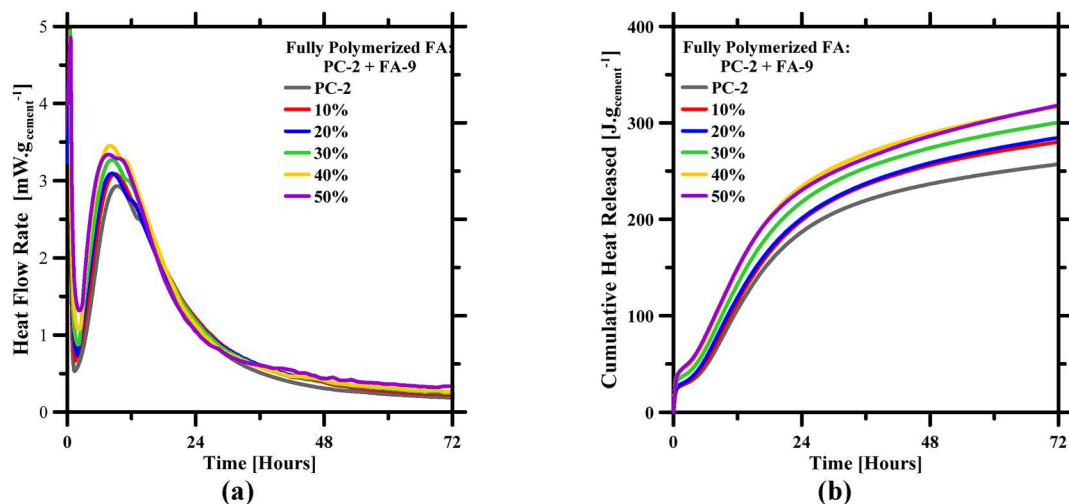 5
4
3
2
1
0
Heat Flow Rate [mW.g_cement^-1]
Fully Polymerized FA:
PC-2 + FA-9
PC-2
10%
20%
30%
40%
50%
0
24
48
72
Time [Hours]
(a)
400
300
200
100
0
Cumulative Heat Released [J.g_cement^-1]
Fully Polymerized FA:
PC-2 + FA-9
PC-2
10%
20%
30%
40%
50%
0
24
48
72
Time [Hours]
(b)